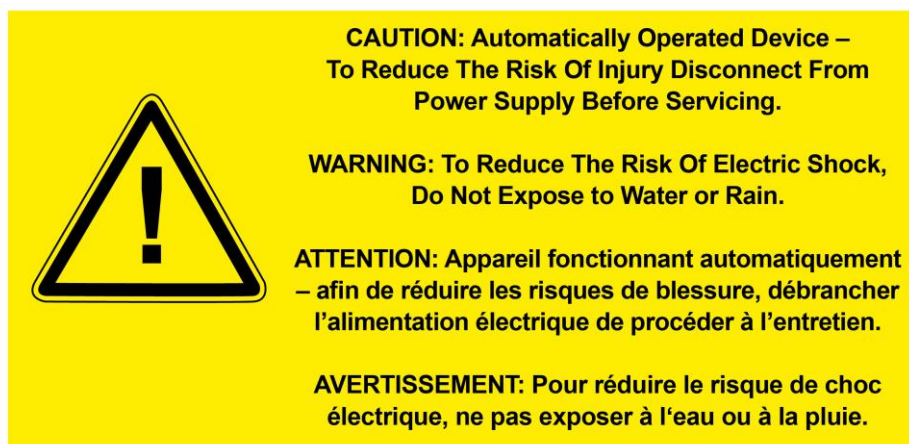 CAUTION: Automatically Operated Device –
To Reduce The Risk Of Injury Disconnect From
Power Supply Before Servicing.
WARNING: To Reduce The Risk Of Electric Shock,
Do Not Expose to Water or Rain.
ATTENTION: Appareil fonctionnant automatiquement
– afin de réduire les risques de blessure, débrancher
l’alimentation électrique de procéder à l’entretien.
AVERTISSEMENT: Pour réduire le risque de choc
électrique, ne pas exposer à l‘eau ou à la pluie.